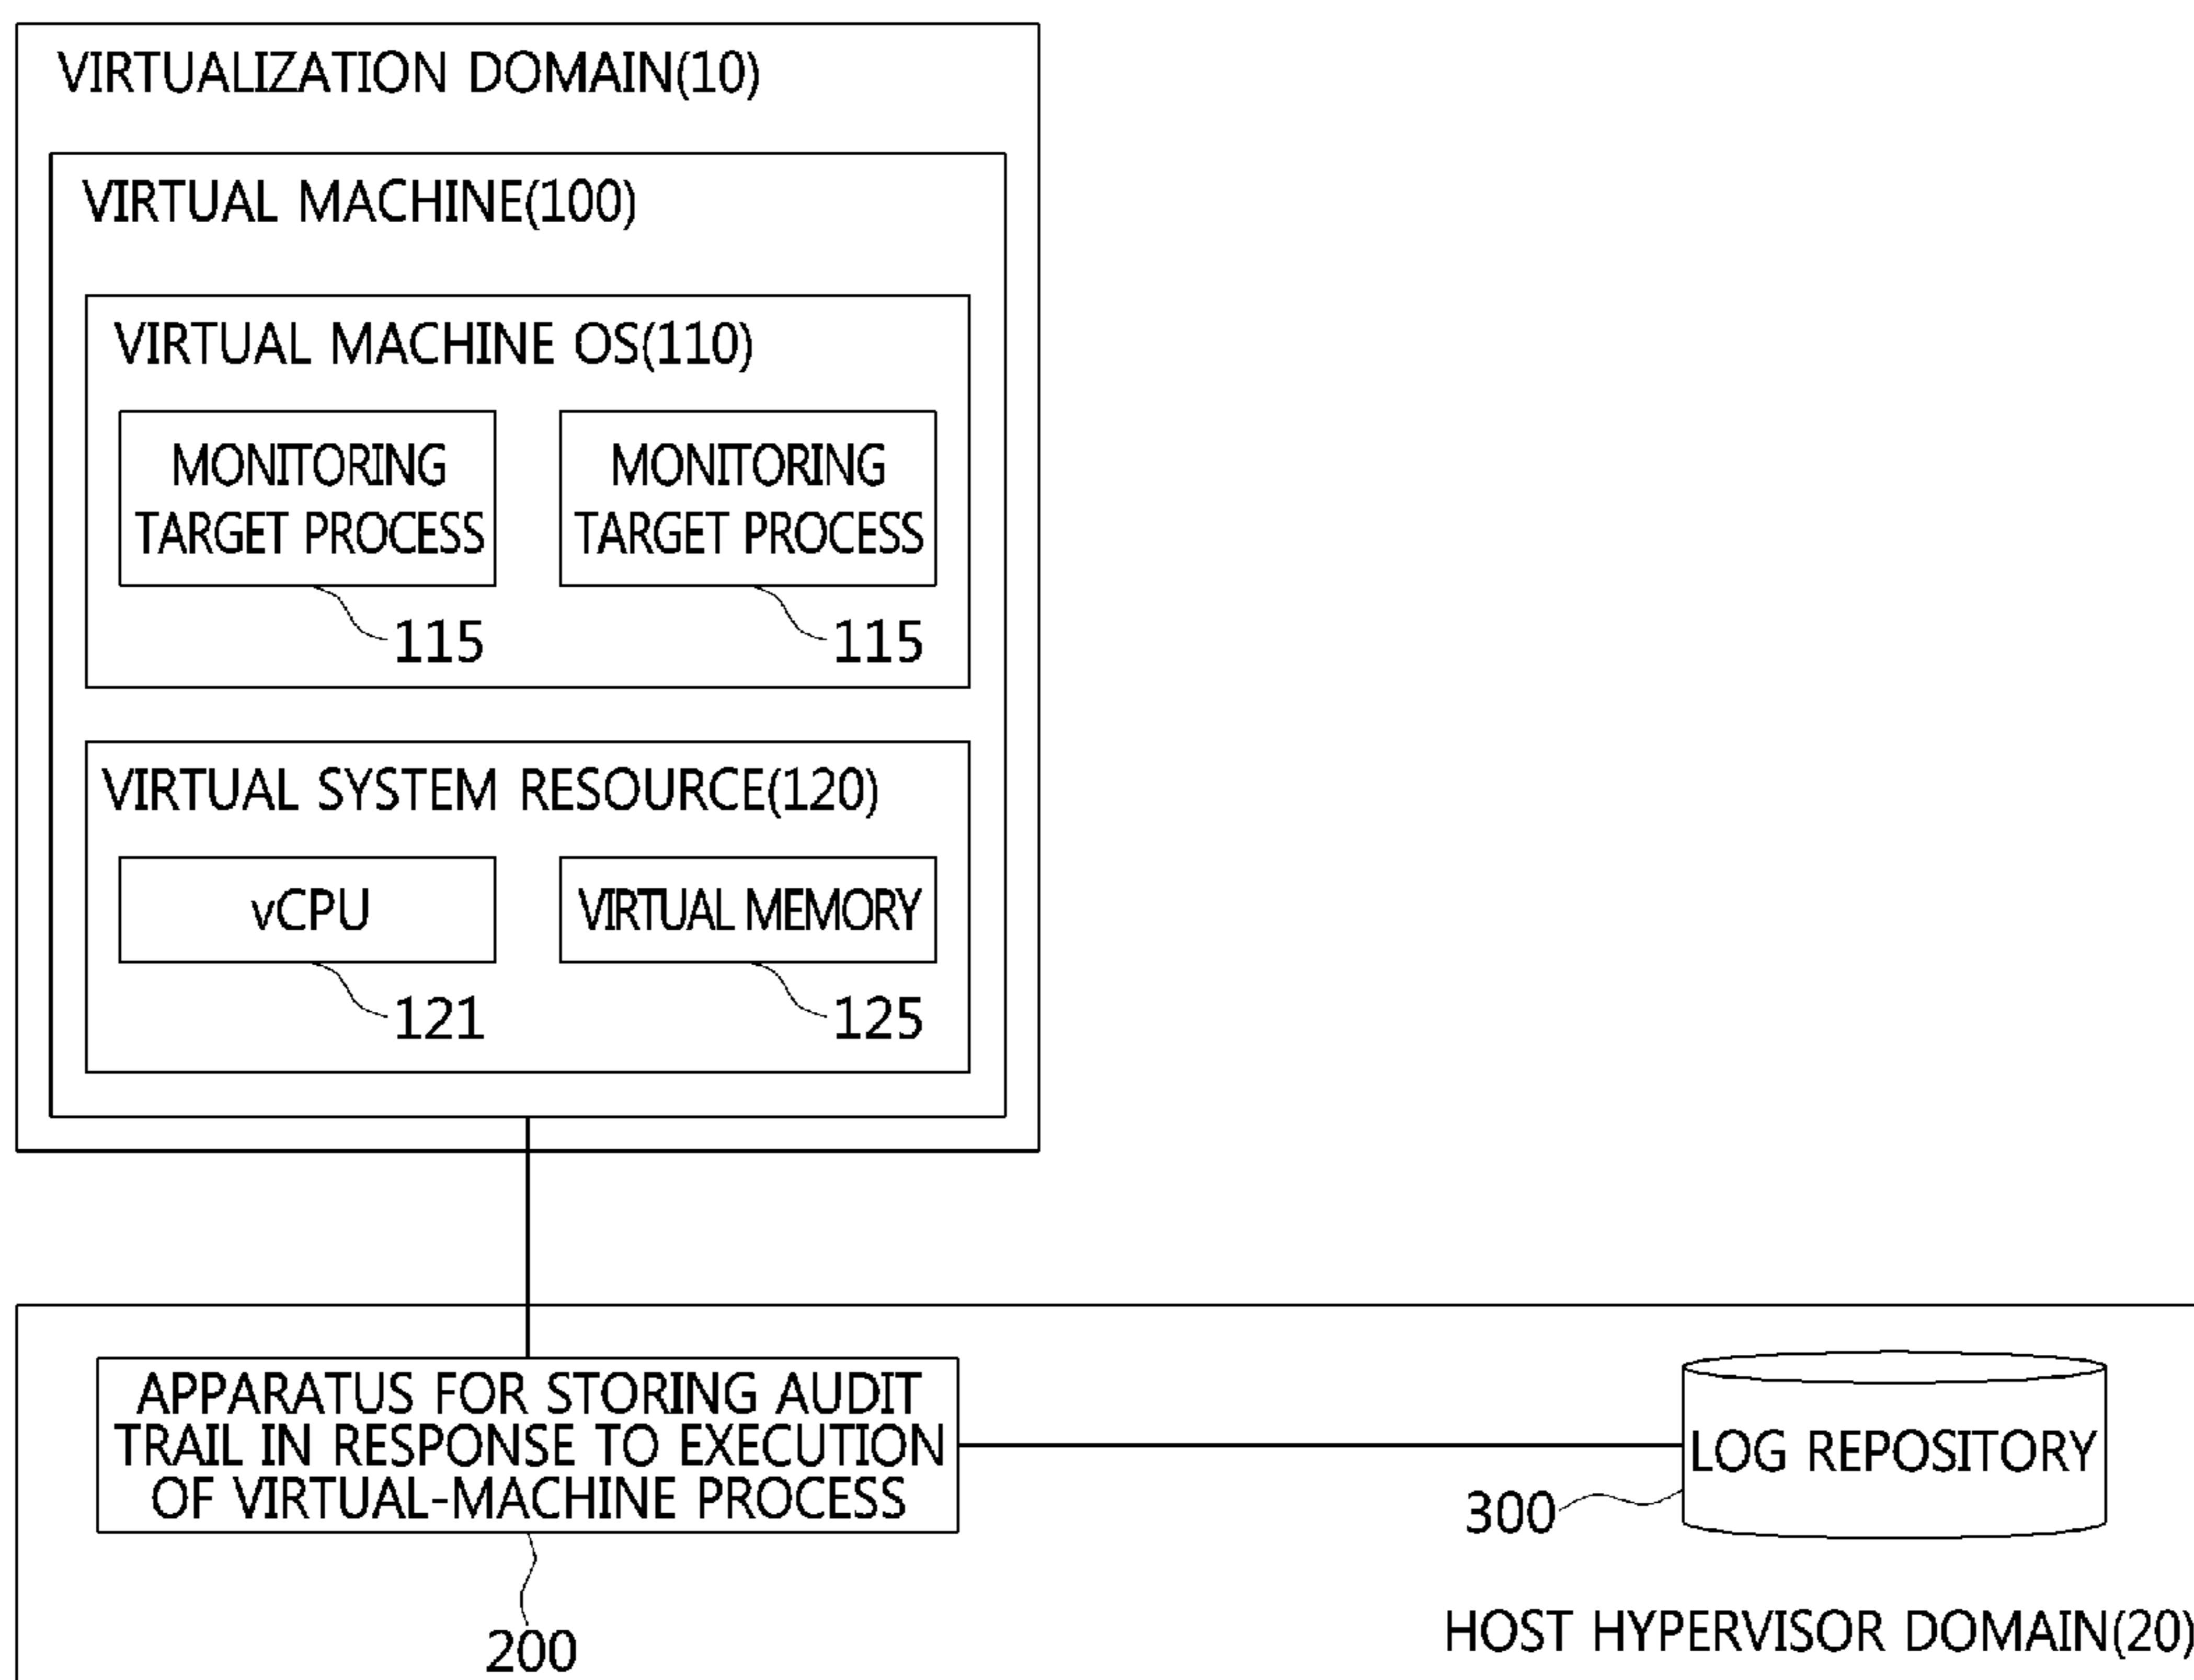 VIRTUALIZATION DOMAIN(10)
VIRTUAL MACHINE(100)
VIRTUAL MACHINE OS(110)
MONITORING
TARGET PROCESS
115
MONITORING
TARGET PROCESS
115
VIRTUAL SYSTEM RESOURCE(120)
vCPU
121
VIRTUAL MEMORY
125
APPARATUS FOR STORING AUDIT
TRAIL IN RESPONSE TO EXECUTION
OF VIRTUAL-MACHINE PROCESS
200
LOG REPOSITORY
300
HOST HYPERVISOR DOMAIN(20)